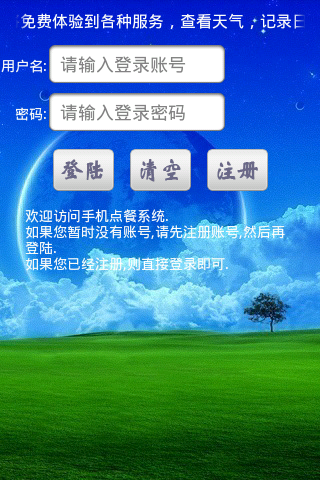 免费体验到各种服务，查看天气，记录日
用户名:
请输入登录账号
密码:
请输入登录密码
登陆
清空
注册
欢迎访问手机点餐系统.
如果您暂时没有账号,请先注册账号,然后再
登陆.
如果您已经注册,则直接登录即可.